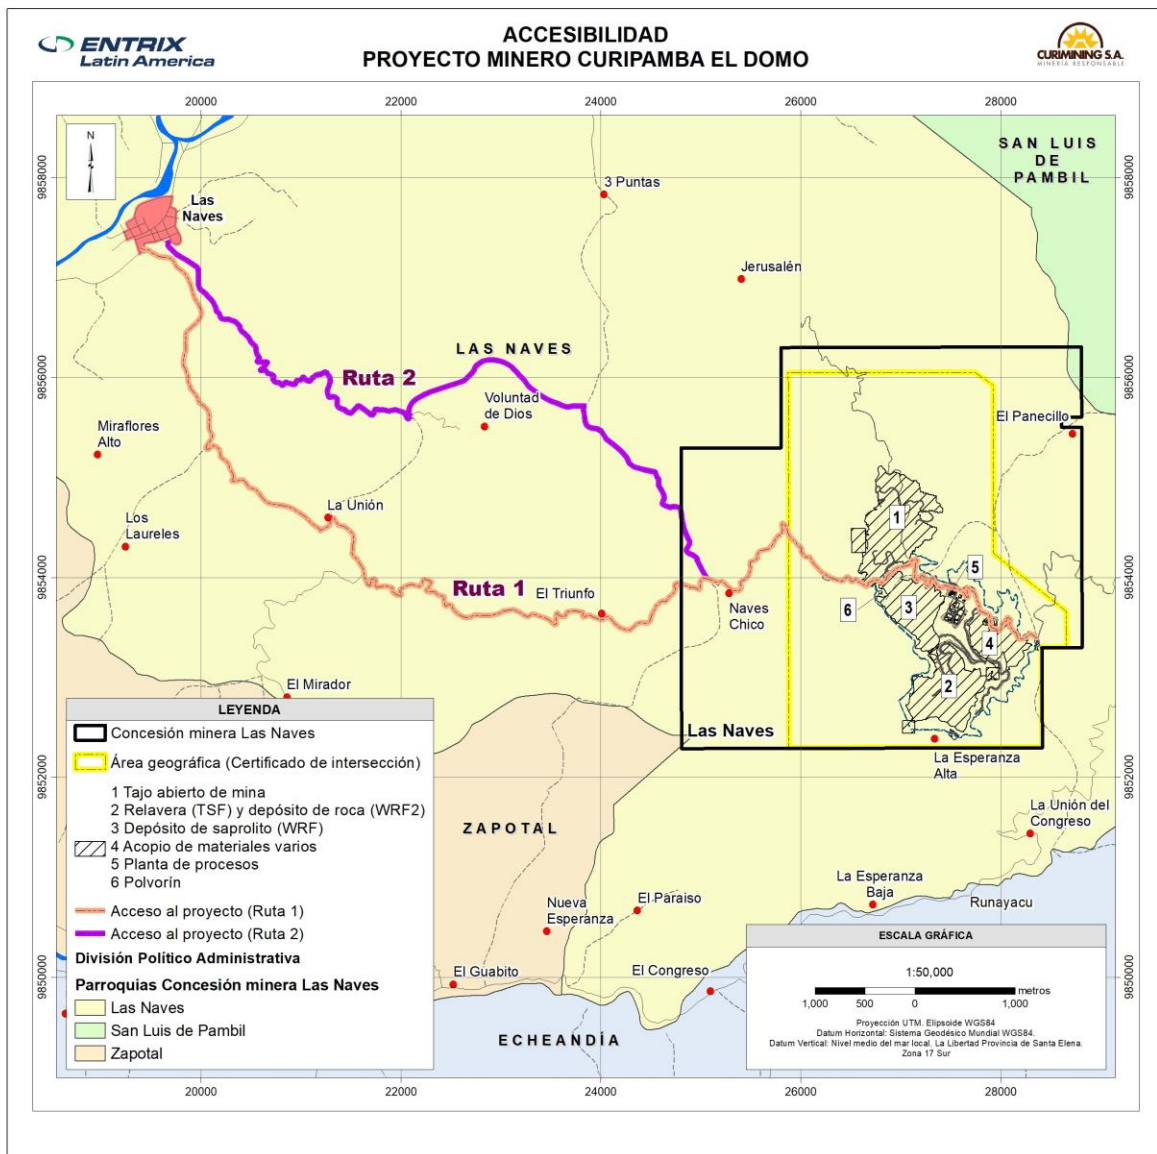 ENTRIX
Latin America
ACCESIBILIDAD
PROYECTO MINERO CURIPAMBA EL DOMO
CURIMINING S.A.
MINERÍA RESPONSABLE
20000
22000
24000
26000
28000
N
SAN LUIS
DE
PAMBIL
9858000
9858000
3 Puntas
Las
Naves
Jerusalén
LAS NAVES
9856000
9856000
Ruta 2
Voluntad
de Dios
El Panecillo
Miraflores
Alto
La Unión
1
Los
Laureles
5
9854000
9854000
Ruta 1
El Triunfo
Naves
Chico
6
3
4
El Mirador
2
Las Naves
La Esperanza
Alta
9852000
9852000
La Unión del
Congreso
ZAPOTAL
La Esperanza
Baja
Runayacu
El Paraiso
Nueva
Esperanza
El Guabito
El Congreso
9850000
9850000
ECHEANDÍA
LEYENDA
Concesión minera Las Naves
Área geográfica (Certificado de intersección)
1 Tajo abierto de mina
2 Relavera (TSF) y depósito de roca (WRF2)
3 Depósito de saprolito (WRF)
4 Acopio de materiales varios
5 Planta de procesos
6 Polvorín
Acceso al proyecto (Ruta 1)
Acceso al proyecto (Ruta 2)
División Político Administrativa
Parroquias Concesión minera Las Naves
Las Naves
San Luis de Pambil
Zapotal
ESCALA GRÁFICA
1:50,000
metros
1,000 500 0 1,000
Proyección UTM. Elipsoide WGS84
Datum Horizontal: Sistema Geodésico Mundial WGS84.
Datum Vertical: Nivel medio del mar local. La Libertad Provincia de Santa Elena.
Zona 17 Sur
20000
22000
24000
26000
28000